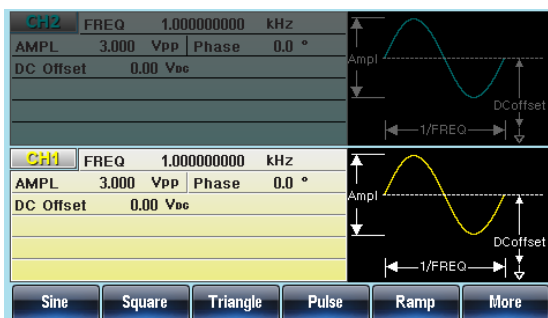 CH2 FREQ 1.000000000 kHz
AMPL 3.000 Vpp Phase 0.0 °
DC Offset 0.00 VDC
Ampl
DCoffset
1/FREQ
CH1 FREQ 1.000000000 kHz
AMPL 3.000 Vpp Phase 0.0 °
DC Offset 0.00 VDC
Ampl
DCoffset
1/FREQ
Sine Square Triangle Pulse Ramp More